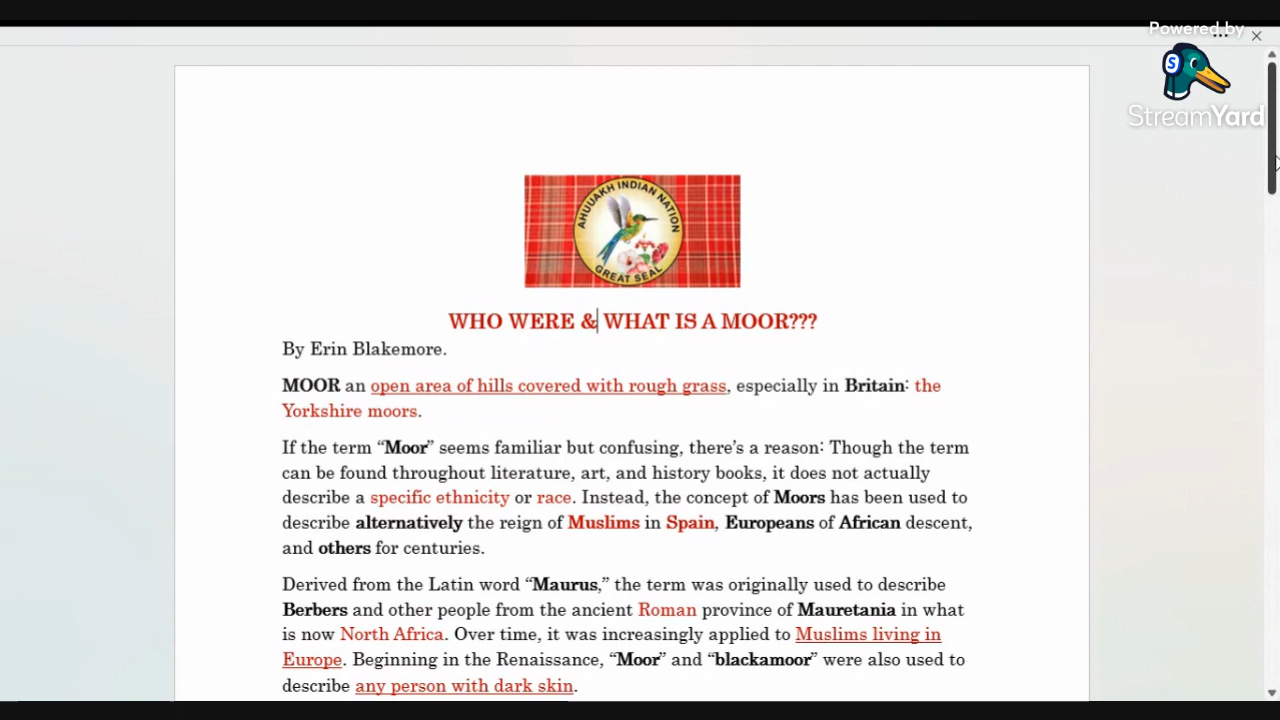 Powered by
S
StreamYard
AHUUAKH INDIAN NATION
GREAT SEAL
WHO WERE & WHAT IS A MOOR???
By Erin Blakemore.
MOOR an open area of hills covered with rough grass, especially in Britain: the
Yorkshire moors.
If the term “Moor” seems familiar but confusing, there’s a reason: Though the term
can be found throughout literature, art, and history books, it does not actually
describe a specific ethnicity or race. Instead, the concept of Moors has been used to
describe alternatively the reign of Muslims in Spain, Europeans of African descent,
and others for centuries.
Derived from the Latin word “Maurus,” the term was originally used to describe
Berbers and other people from the ancient Roman province of Mauretania in what
is now North Africa. Over time, it was increasingly applied to Muslims living in
Europe. Beginning in the Renaissance, “Moor” and “blackamoor” were also used to
describe any person with dark skin.